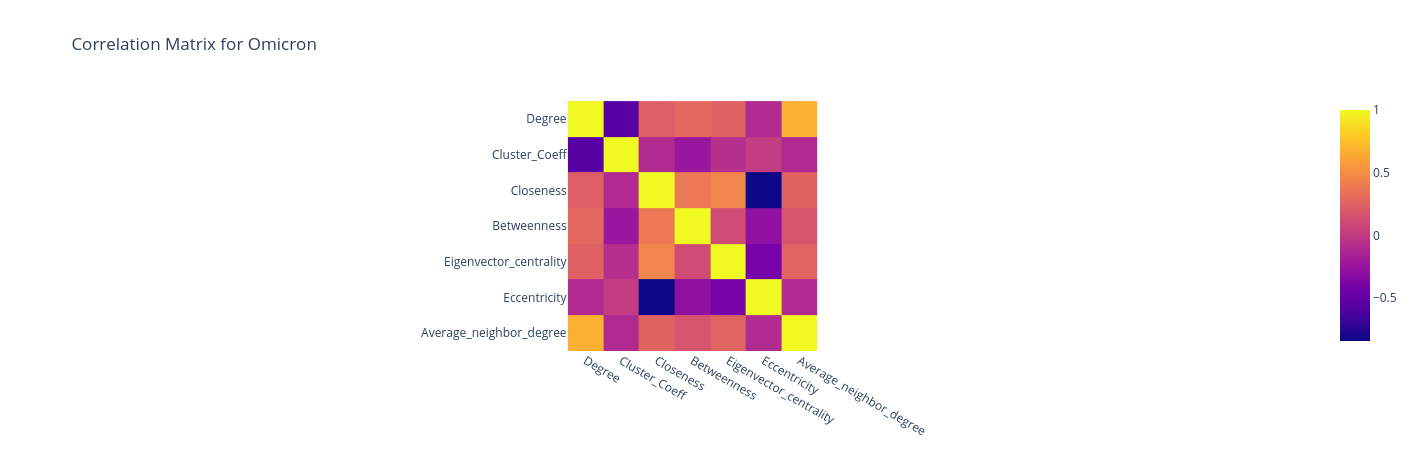 Correlation Matrix for Omicron
Degree
Cluster_Coeff
Closeness
Betweenness
Eigenvector_centrality
Eccentricity
Average_neighbor_degree
Degree
Cluster_Coeff
Closeness
Betweenness
Eigenvector_centrality
Eccentricity
Average_neighbor_degree
1
0.5
0
−0.5